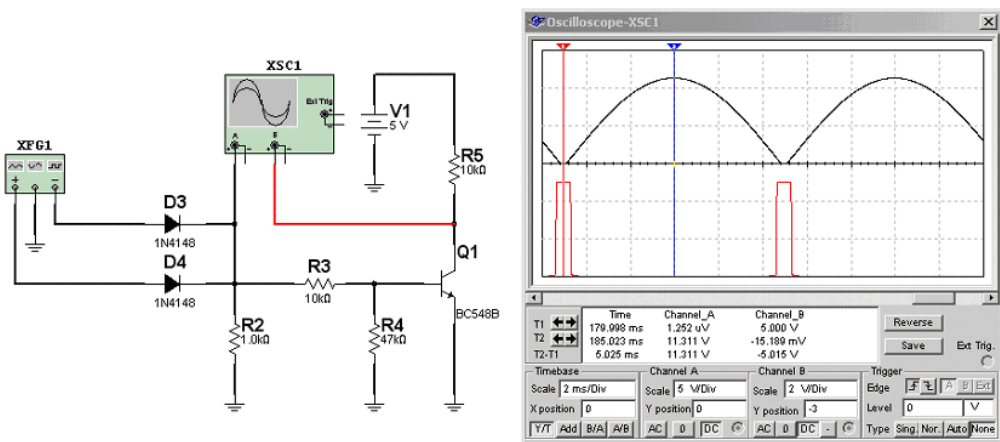 XSC1
Ext Trig
A
B
V1
5 V
R5
10kΩ
XFG1
D3
1N4148
D4
1N4148
R3
10kΩ
Q1
BC548B
R2
1.0kΩ
R4
47kΩ
Oscilloscope-XSC1
Time Channel_A Channel_B
T1 179.998 ms 1.252 uV 5.000 V
T2 185.023 ms 11.311 V -15.189 mV
T2-T1 5.025 ms 11.311 V -5.015 V
Reverse
Save
Ext Trig.
Timebase
Scale 2 ms/Div
X position 0
Y/T Add B/A A/B
Channel A
Scale 5 V/Div
Y position 0
AC 0 DC
Channel B
Scale 2 V/Div
Y position -3
AC 0 DC -
Trigger
Edge A B Ext
Level 0 V
Type Sing. Nor. Auto None